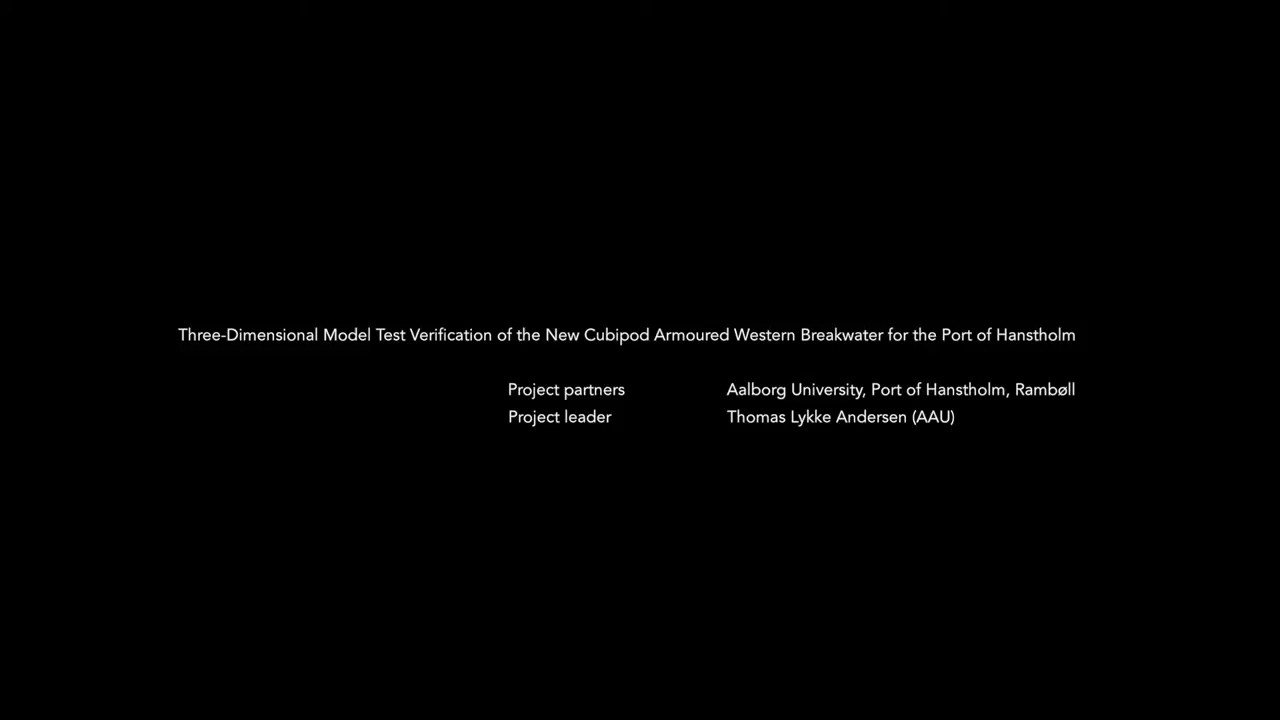 Three-Dimensional Model Test Verification of the New Cubipod Armoured Western Breakwater for the Port of Hanstholm
Project partners Aalborg University, Port of Hanstholm, Rambøll
Project leader Thomas Lykke Andersen (AAU)